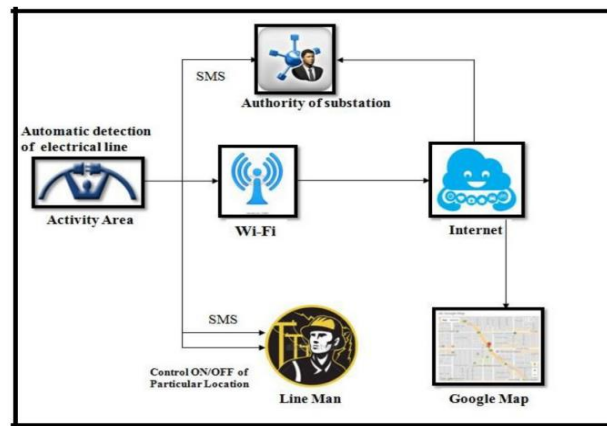 SMS
Authority of substation
Automatic detection
of electrical line
Activity Area
Wi-Fi
Internet
SMS
Control ON/OFF of
Particular Location
Line Man
Google Map